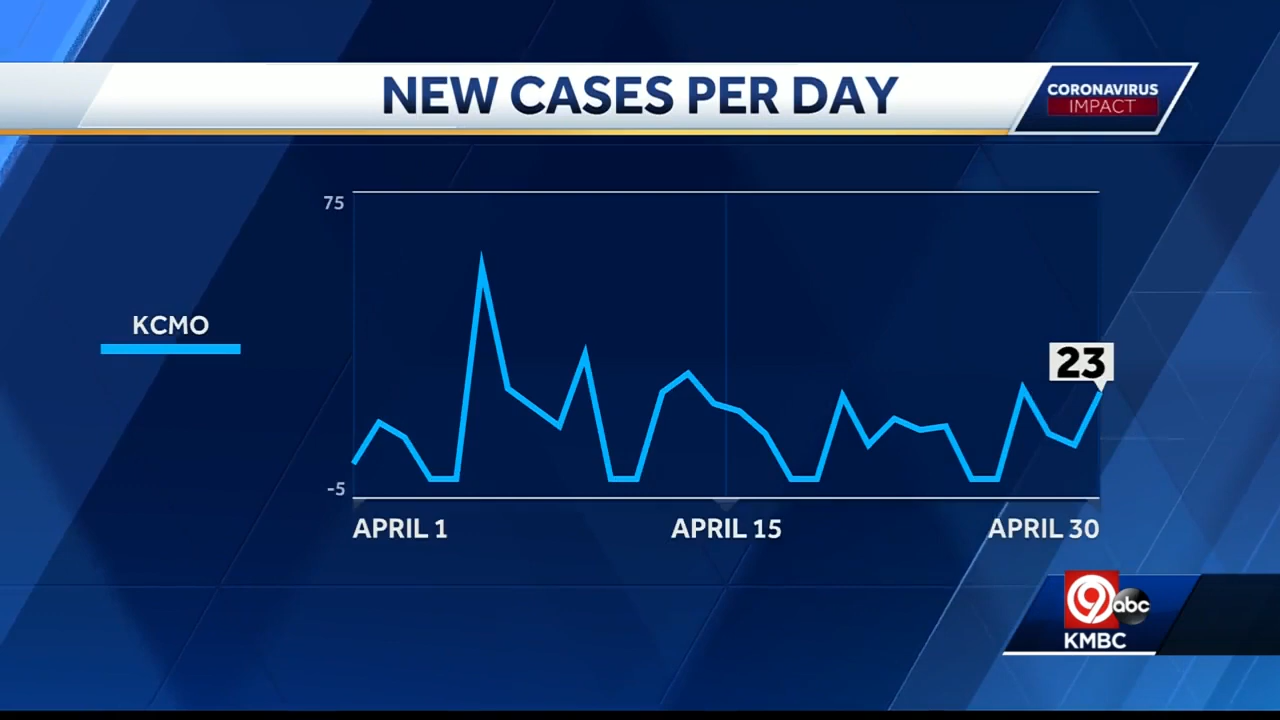 NEW CASES PER DAY
CORONAVIRUS
IMPACT
75
KCMO
23
-5
APRIL 1
APRIL 15
APRIL 30
9
abc
KMBC